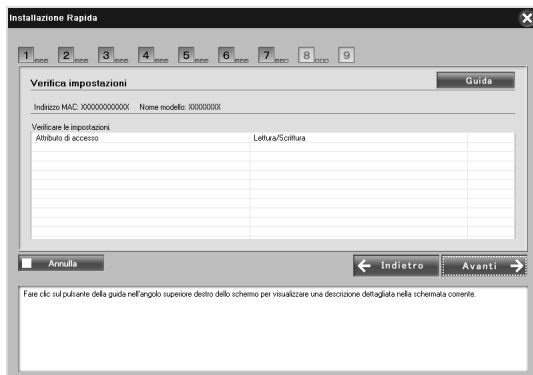 Installazione Rapida
1 2 3 4 5 6 7 8 9
Verifica impostazioni
Guida
Indirizzo MAC: XXXXXXXXXXXX Nome modello: XXXXXXXX
Verificare le impostazioni.
Attributo di accesso Lettura/Scrittura
Annulla
Indietro
Avanti
Fare clic sul pulsante della guida nell'angolo superiore destro dello schermo per visualizzare una descrizione dettagliata nella schermata corrente.